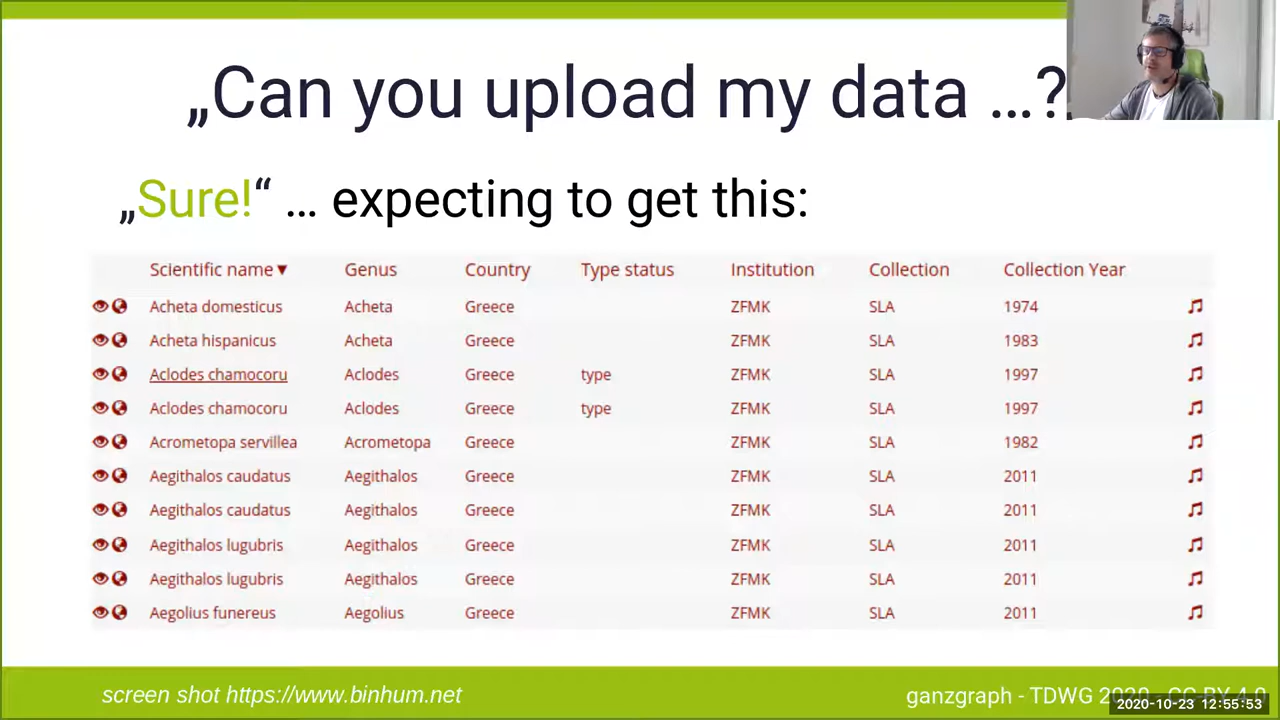 „Can you upload my data …?
„Sure!“ … expecting to get this:
Scientific name▼ Genus Country Type status Institution Collection Collection Year
Acheta domesticus Acheta Greece ZFMK SLA 1974
Acheta hispanicus Acheta Greece ZFMK SLA 1983
Aclodes chamocoru Aclodes Greece type ZFMK SLA 1997
Aclodes chamocoru Aclodes Greece type ZFMK SLA 1997
Acrometopa servillea Acrometopa Greece ZFMK SLA 1982
Aegithalos caudatus Aegithalos Greece ZFMK SLA 2011
Aegithalos caudatus Aegithalos Greece ZFMK SLA 2011
Aegithalos lugubris Aegithalos Greece ZFMK SLA 2011
Aegithalos lugubris Aegithalos Greece ZFMK SLA 2011
Aegolius funereus Aegolius Greece ZFMK SLA 2011
screen shot https://www.binhum.net
ganzgraph - TDWG 2020 - CC-BY 4.0
2020-10-23 12:55:53